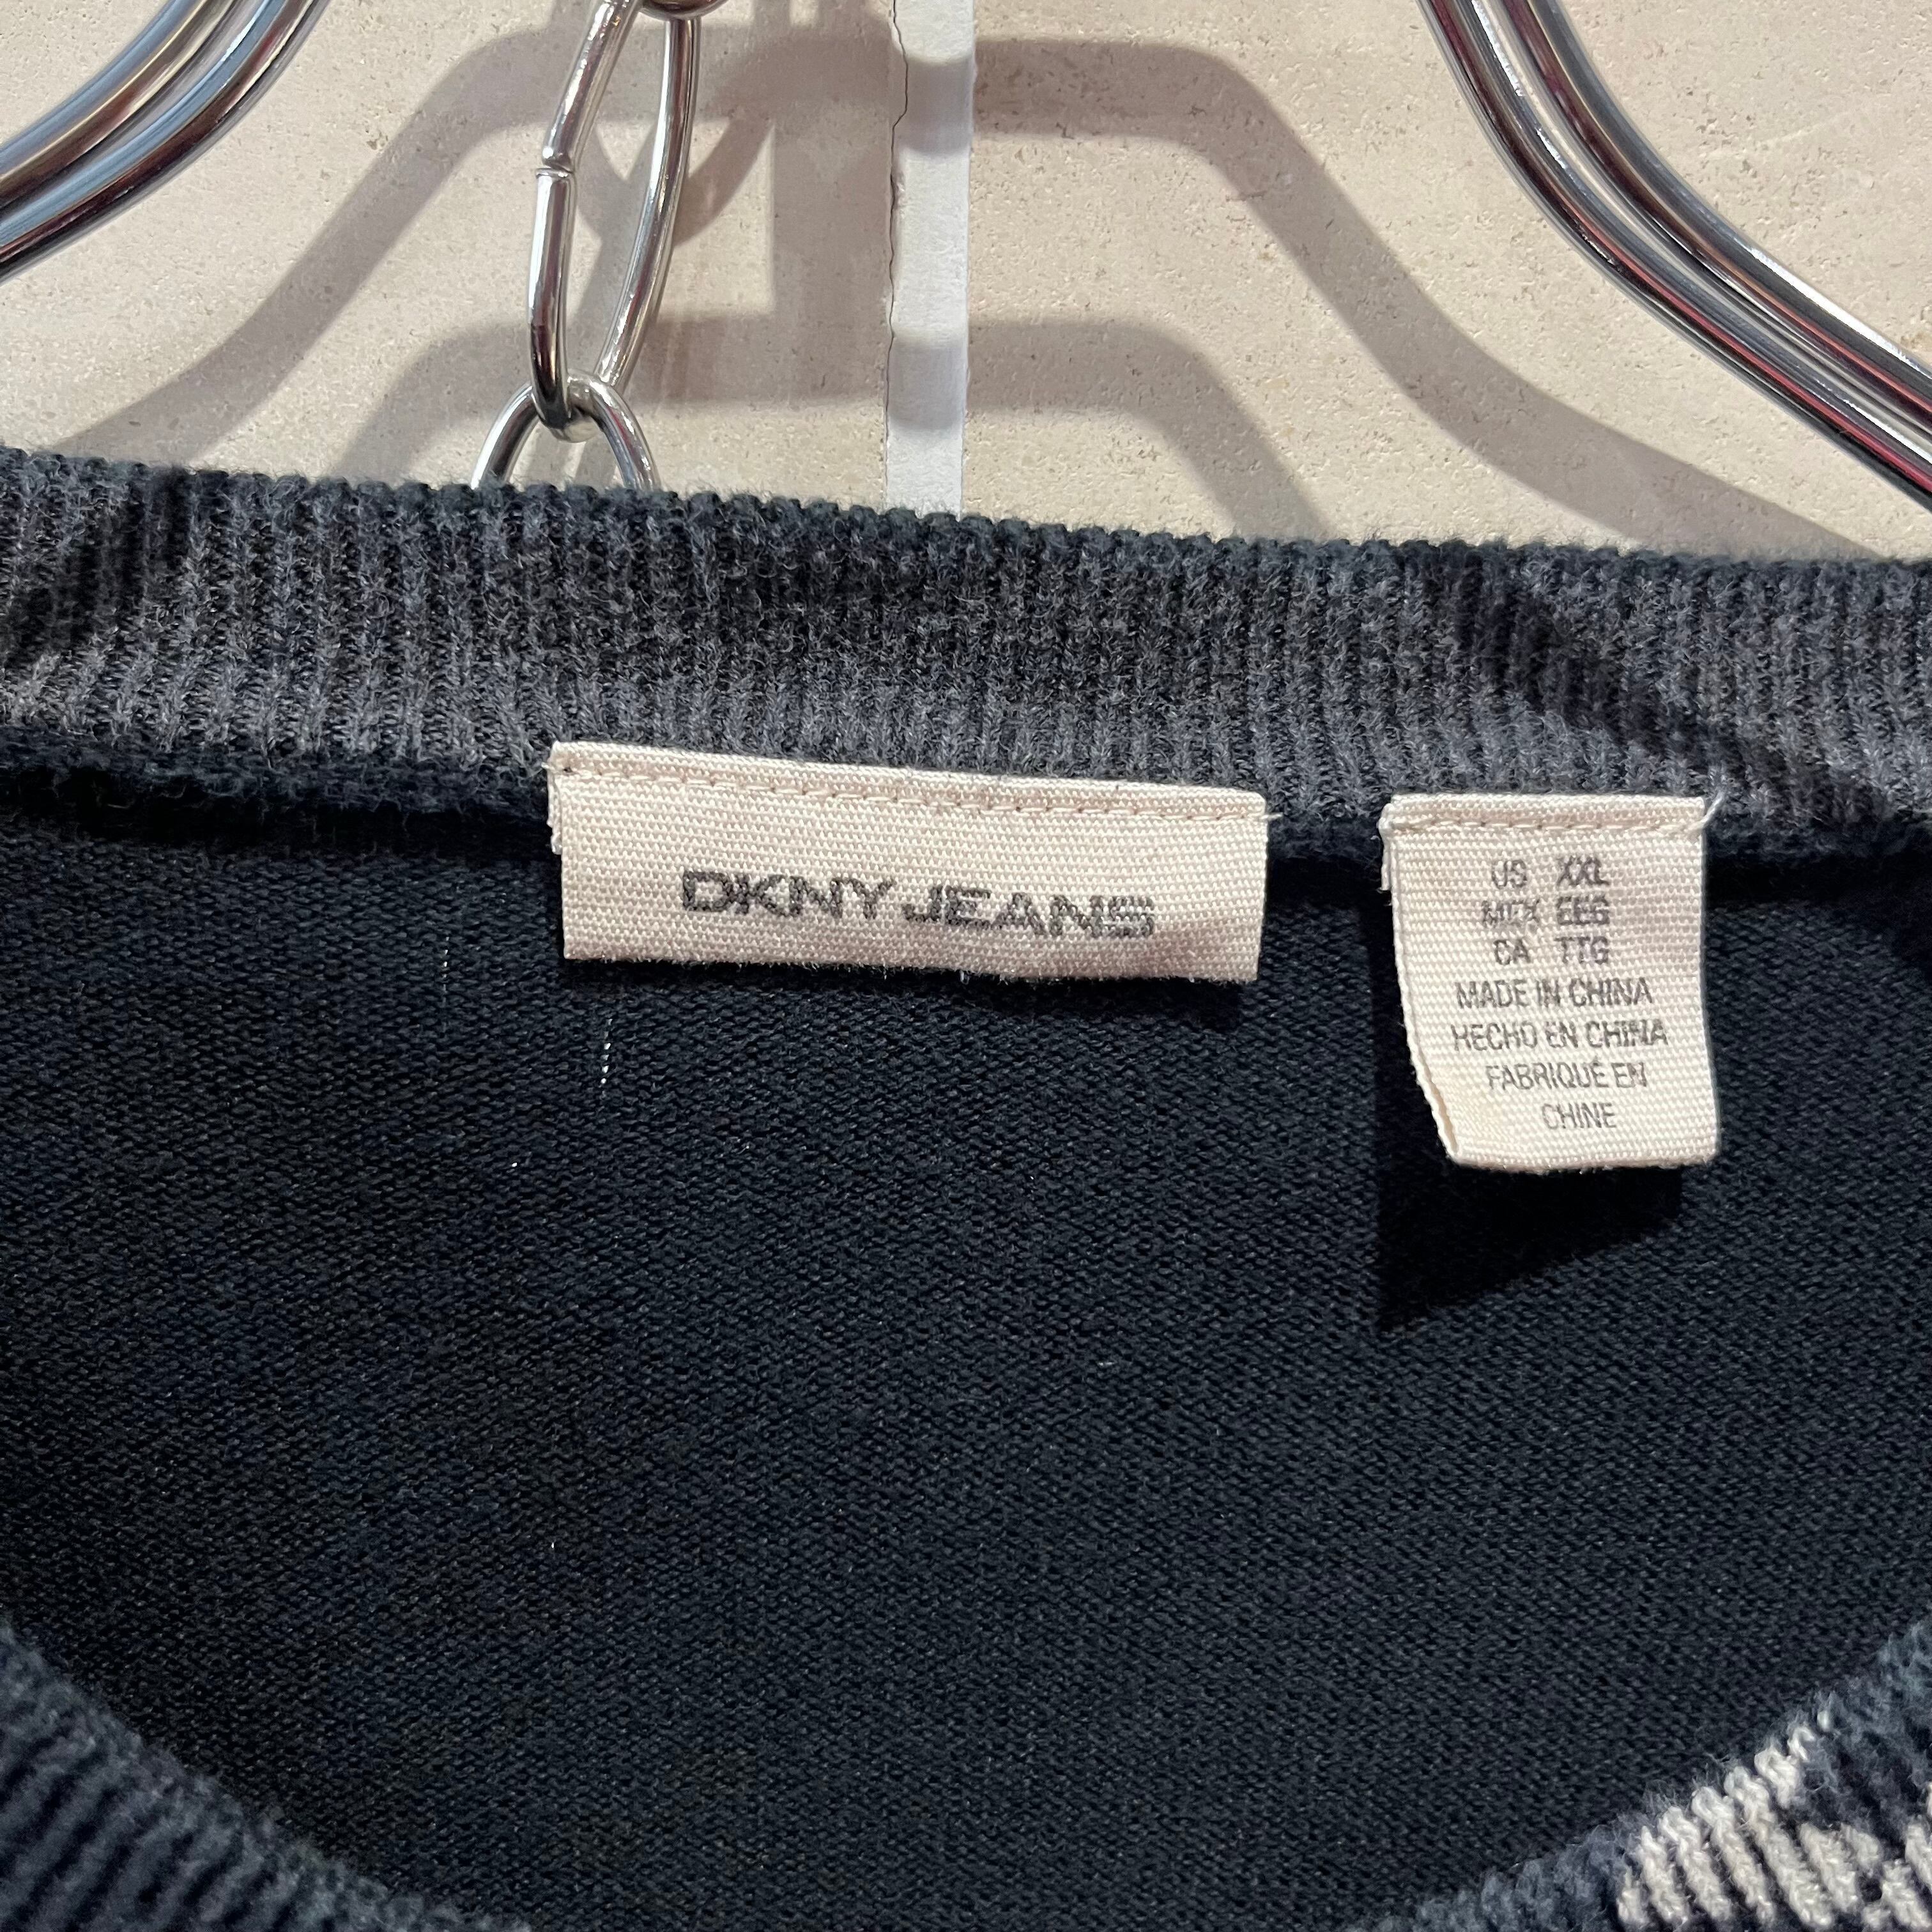 DKNY JEANS
US XXL
MEX EEG
CA TTG
MADE IN CHINA
HECHO EN CHINA
FABRIQUÉ EN
CHINE